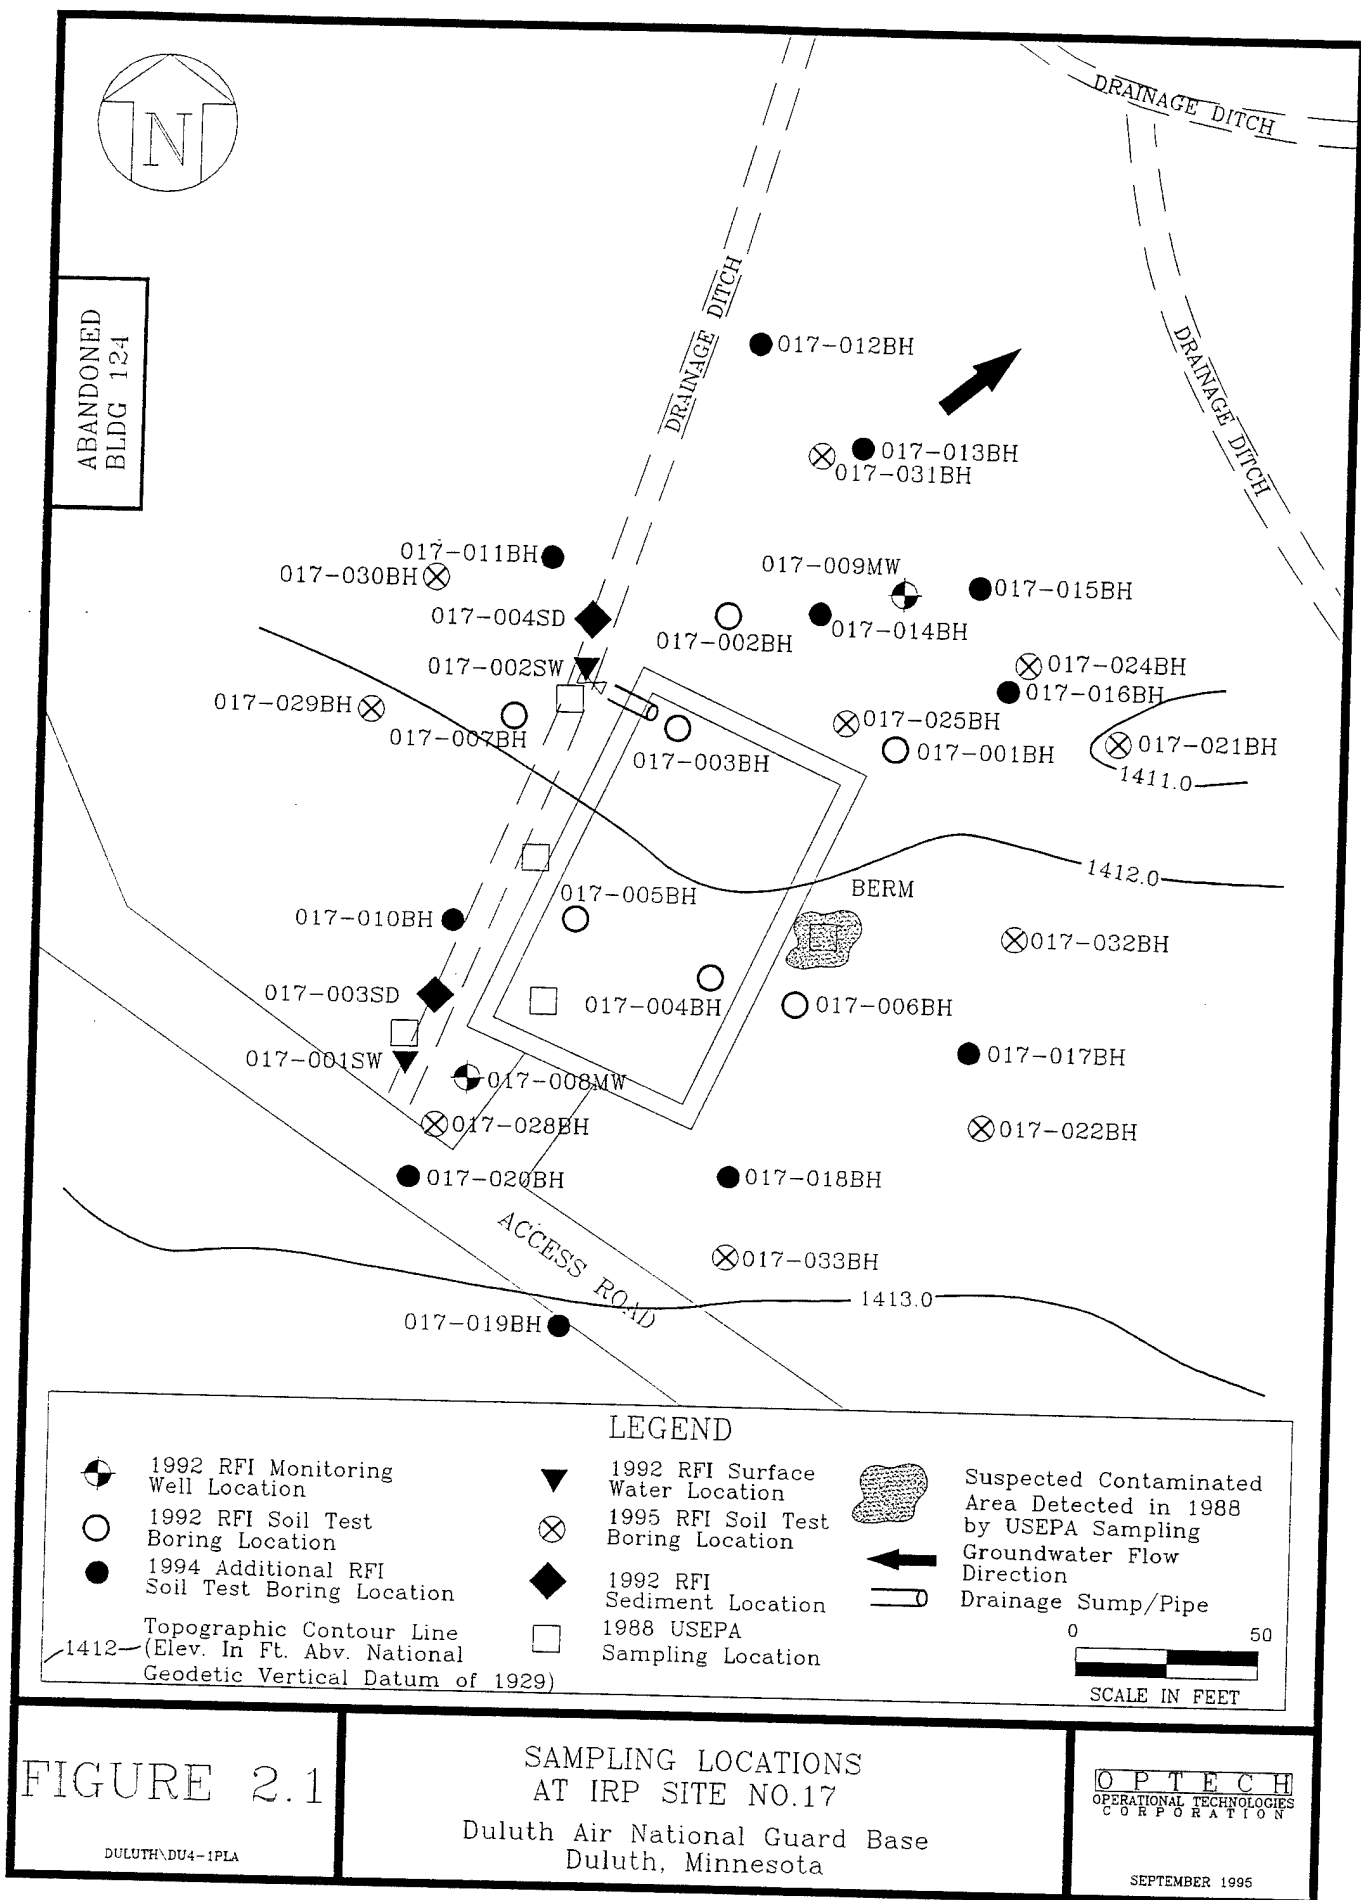 N
DRAINAGE DITCH
ABANDONED
BLDG 124
DRAINAGE DITCH
DRAINAGE DITCH
017-012BH
017-013BH
017-031BH
017-011BH
017-030BH
017-009MW
017-015BH
017-004SD
017-002BH
017-014BH
017-002SW
017-024BH
017-016BH
017-029BH
017-007BH
017-025BH
017-003BH
017-001BH
017-021BH
1411.0
1412.0
BERM
017-005BH
017-010BH
017-032BH
017-003SD
017-004BH
017-006BH
017-001SW
017-008MW
017-017BH
017-028BH
017-022BH
017-020BH
017-018BH
ACCESS ROAD
017-033BH
1413.0
017-019BH
LEGEND
1992 RFI Monitoring
Well Location
1992 RFI Soil Test
Boring Location
1994 Additional RFI
Soil Test Boring Location
1412
Topographic Contour Line
(Elev. In Ft. Abv. National
Geodetic Vertical Datum of 1929)
1992 RFI Surface
Water Location
1995 RFI Soil Test
Boring Location
1992 RFI
Sediment Location
1988 USEPA
Sampling Location
Suspected Contaminated
Area Detected in 1988
by USEPA Sampling
Groundwater Flow
Direction
Drainage Sump/Pipe
0 50
SCALE IN FEET
FIGURE 2.1
DULUTH\DU4-1PLA
SAMPLING LOCATIONS
AT IRP SITE NO.17
Duluth Air National Guard Base
Duluth, Minnesota
OPTECH
OPERATIONAL TECHNOLOGIES
CORPORATION
SEPTEMBER 1995